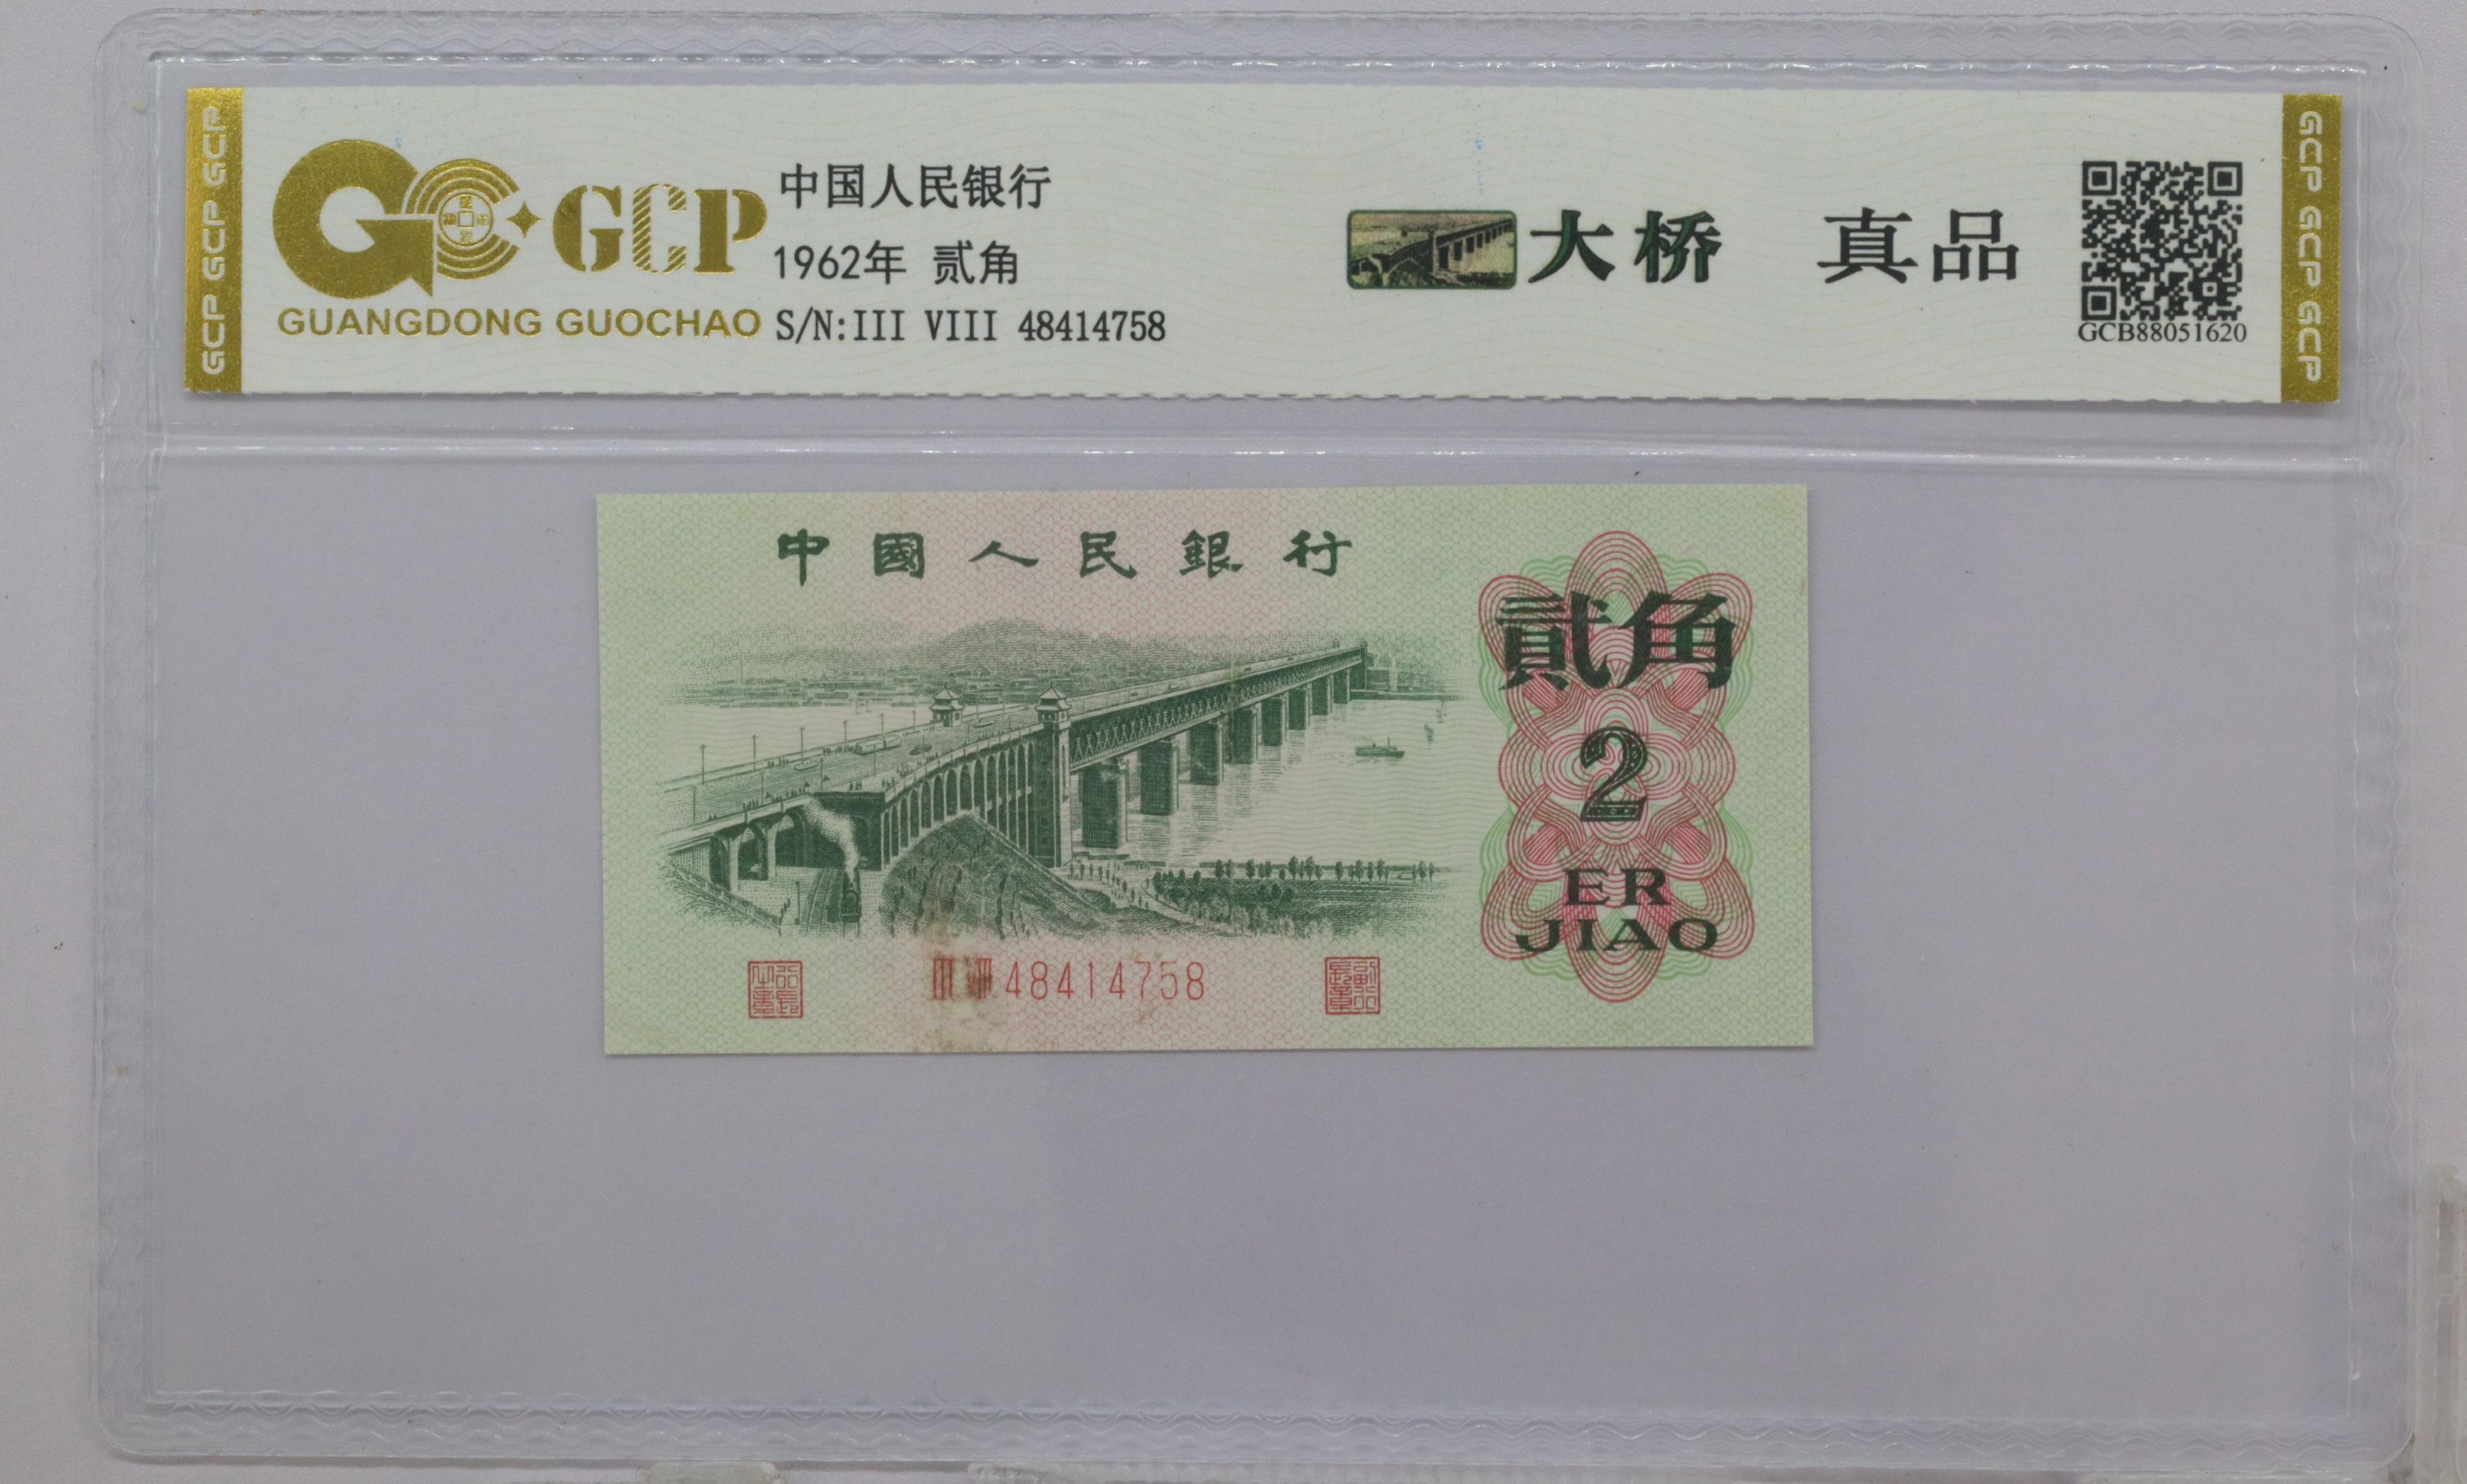 GCP GCP GCP
GCP
GUANGDONG GUOCHAO
中国人民银行
1962年 贰角
S/N:III VIII 48414758
大桥 真品
GCB88051620
GCP GCP GCP
中國人民銀行
貳角
2
ER
JIAO
III VIII 48414758